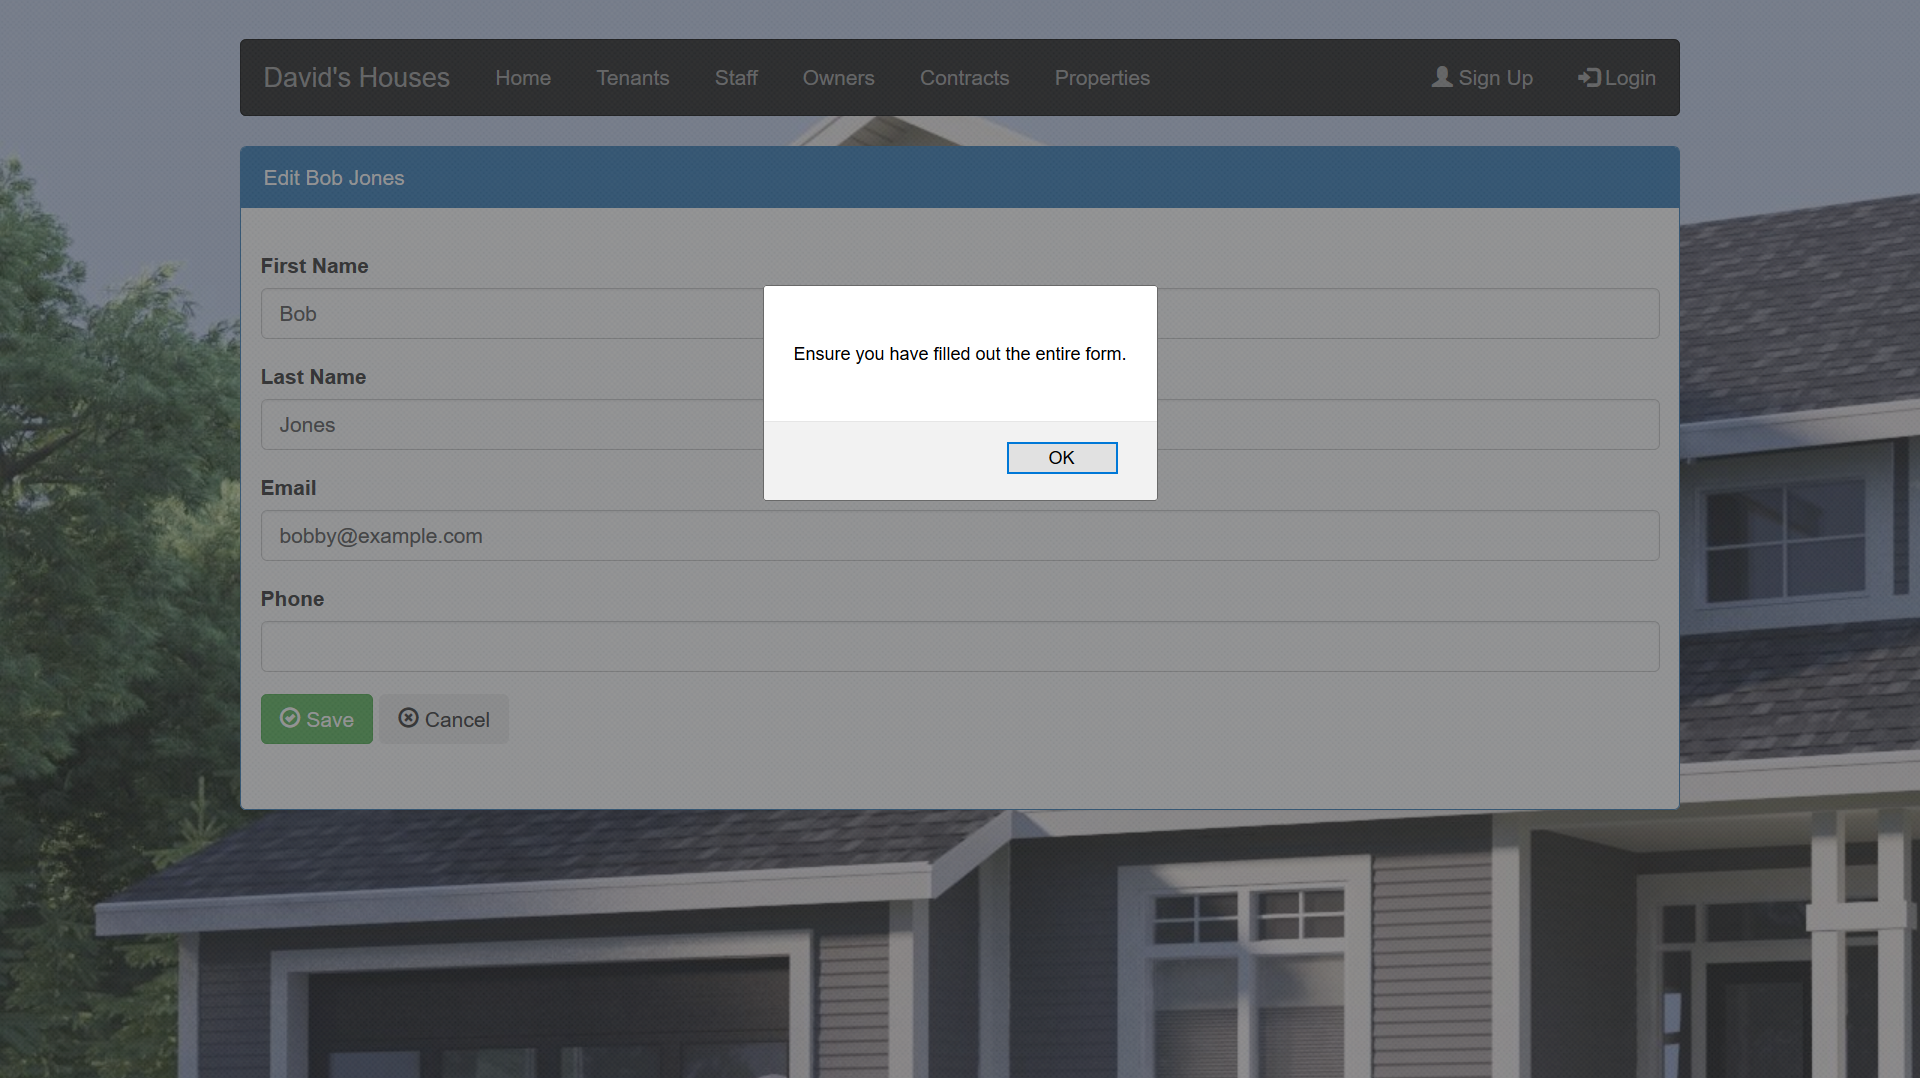 David's Houses Home Tenants Staff Owners Contracts Properties Sign Up Login
Edit Bob Jones
First Name
Bob
Last Name
Jones
Email
bobby@example.com
Phone
Save Cancel
Ensure you have filled out the entire form.
OK